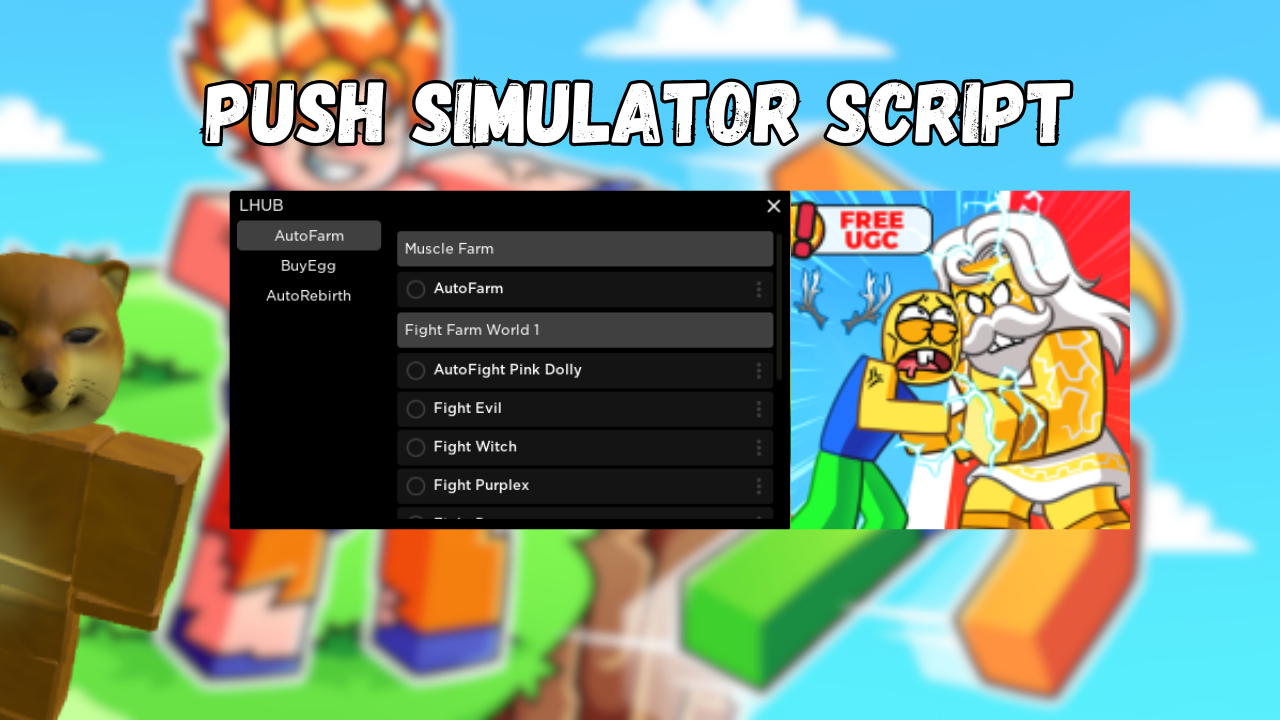 PUSH SIMULATOR SCRIPT
LHUB
AutoFarm
BuyEgg
AutoRebirth
Muscle Farm
AutoFarm
Fight Farm World 1
AutoFight Pink Dolly
Fight Evil
Fight Witch
Fight Purplex
FREE
UGC